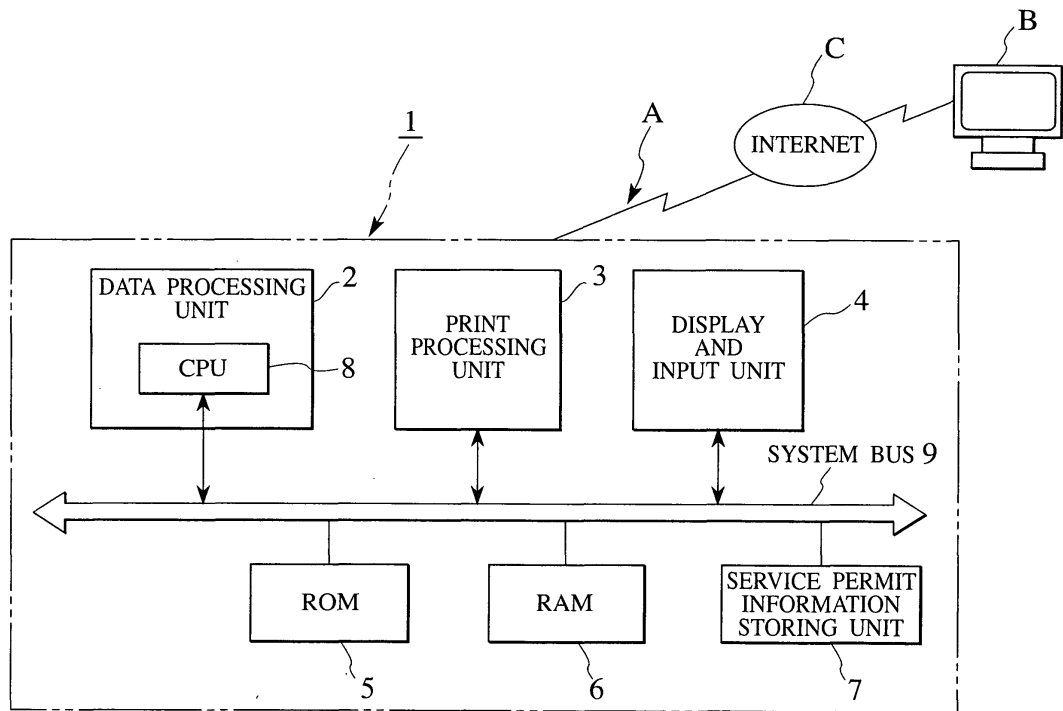 B
C
A
1
INTERNET
DATA PROCESSING
UNIT
2
CPU
8
PRINT
PROCESSING
UNIT
3
DISPLAY
AND
INPUT UNIT
4
SYSTEM BUS 9
ROM
5
RAM
6
SERVICE PERMIT
INFORMATION
STORING UNIT
7